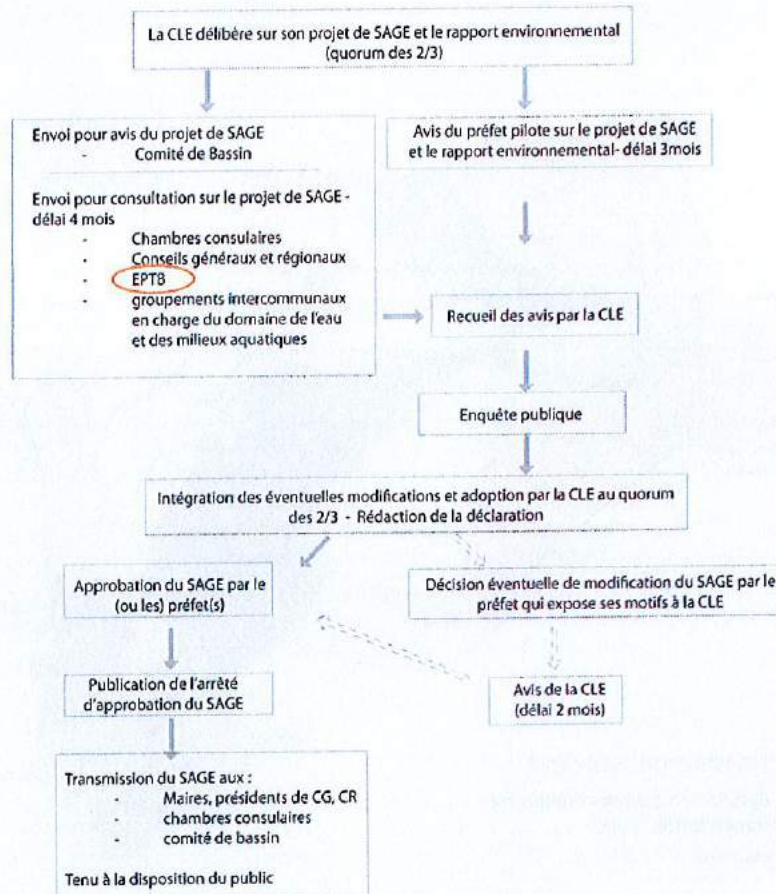 La CLE délibère sur son projet de SAGE et le rapport environnemental
(quorum des 2/3)
Envoi pour avis du projet de SAGE
- Comité de Bassin
Envoi pour consultation sur le projet de SAGE -
délai 4 mois
- Chambres consulaires
- Conseils généraux et régionaux
- EPTB
- groupements intercommunaux
en charge du domaine de l'eau
et des milieux aquatiques
Avis du préfet pilote sur le projet de SAGE
et le rapport environnemental- délai 3mois
Recueil des avis par la CLE
Enquête publique
Intégration des éventuelles modifications et adoption par la CLE au quorum
des 2/3 - Rédaction de la déclaration
Approbation du SAGE par le
(ou les) préfet(s)
Décision éventuelle de modification du SAGE par le
préfet qui expose ses motifs à la CLE
Publication de l'arrêté
d'approbation du SAGE
Avis de la CLE
(délai 2 mois)
Transmission du SAGE aux :
- Maires, présidents de CG, CR
- chambres consulaires
- comité de bassin
Tenu à la disposition du public